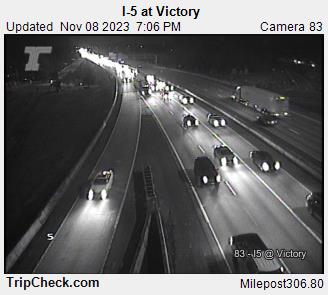 I-5 at Victory
Updated Nov 08 2023 7:06 PM Camera 83
T
S
83 - I5 @ Victory
TripCheck.com Milepost306.80